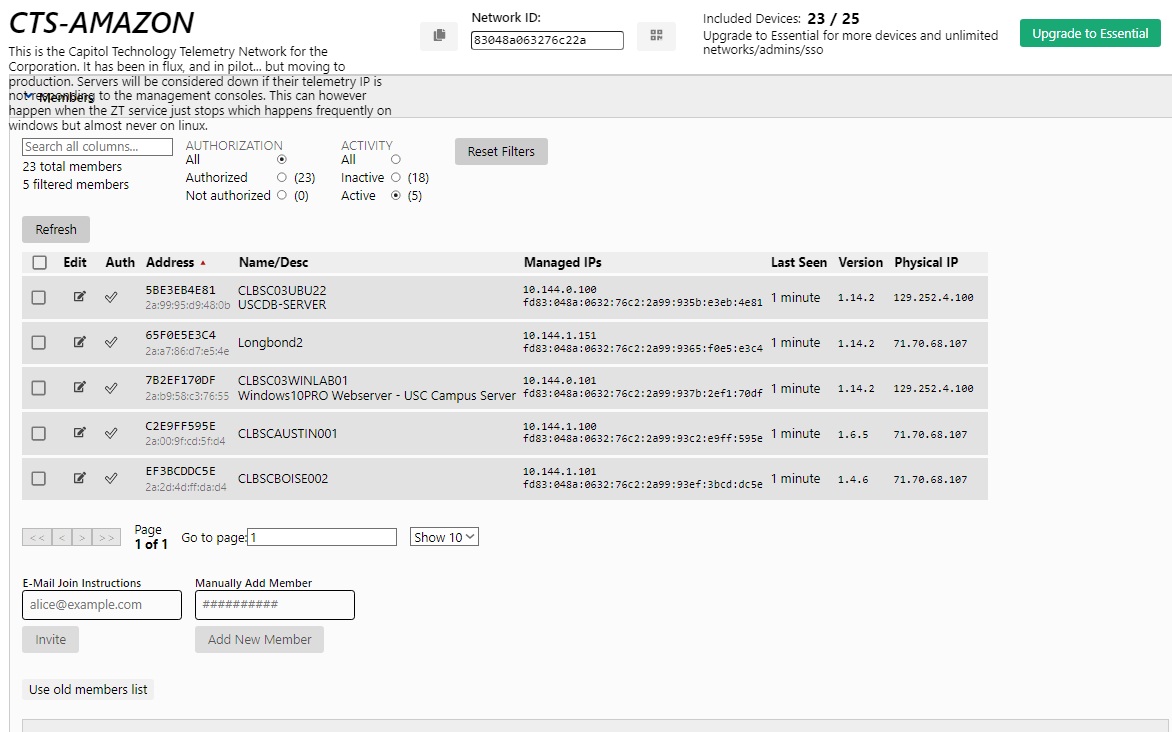 CTS-AMAZON
This is the Capitol Technology Telemetry Network for the
Corporation. It has been in flux, and in pilot... but moving to
production. Servers will be considered down if their telemetry IP is
not responding to the management consoles. This can however
happen when the ZT service just stops which happens frequently on
windows but almost never on linux.
Network ID:
83048a063276c22a
Included Devices: 23 / 25
Upgrade to Essential for more devices and unlimited
networks/admins/sso
Upgrade to Essential
Members
Search all columns...
23 total members
5 filtered members
AUTHORIZATION
All
Authorized (23)
Not authorized (0)
ACTIVITY
All
Inactive (18)
Active (5)
Reset Filters
Refresh
Edit Auth Address Name/Desc Managed IPs Last Seen Version Physical IP
5BE3EB4E81 CLBSC03UBU22 10.144.0.100
2a:99:95:d9:48:0b USCDB-SERVER fd83:048a:0632:76c2:2a99:935b:e3eb:4e81 1 minute 1.14.2 129.252.4.100
65F0E5E3C4 Longbond2 10.144.1.151
2a:a7:86:d7:e5:4e fd83:048a:0632:76c2:2a99:9365:f0e5:e3c4 1 minute 1.14.2 71.70.68.107
7B2EF170DF CLBSC03WINLAB01 10.144.0.101
2a:b9:58:c3:76:55 Windows10PRO Webserver - USC Campus Server fd83:048a:0632:76c2:2a99:937b:2ef1:70df 1 minute 1.14.2 129.252.4.100
C2E9FF595E CLBSCAUSTIN001 10.144.1.100
2a:00:9f:cd:5f:d4 fd83:048a:0632:76c2:2a99:93c2:e9ff:595e 1 minute 1.6.5 71.70.68.107
EF3BCDDC5E CLBSCBOISE002 10.144.1.101
2a:2d:4d:ff:da:d4 fd83:048a:0632:76c2:2a99:93ef:3bcd:dc5e 1 minute 1.4.6 71.70.68.107
<< < > >>
Page
1 of 1
Go to page: 1
Show 10
E-Mail Join Instructions
alice@example.com
Invite
Manually Add Member
##########
Add New Member
Use old members list